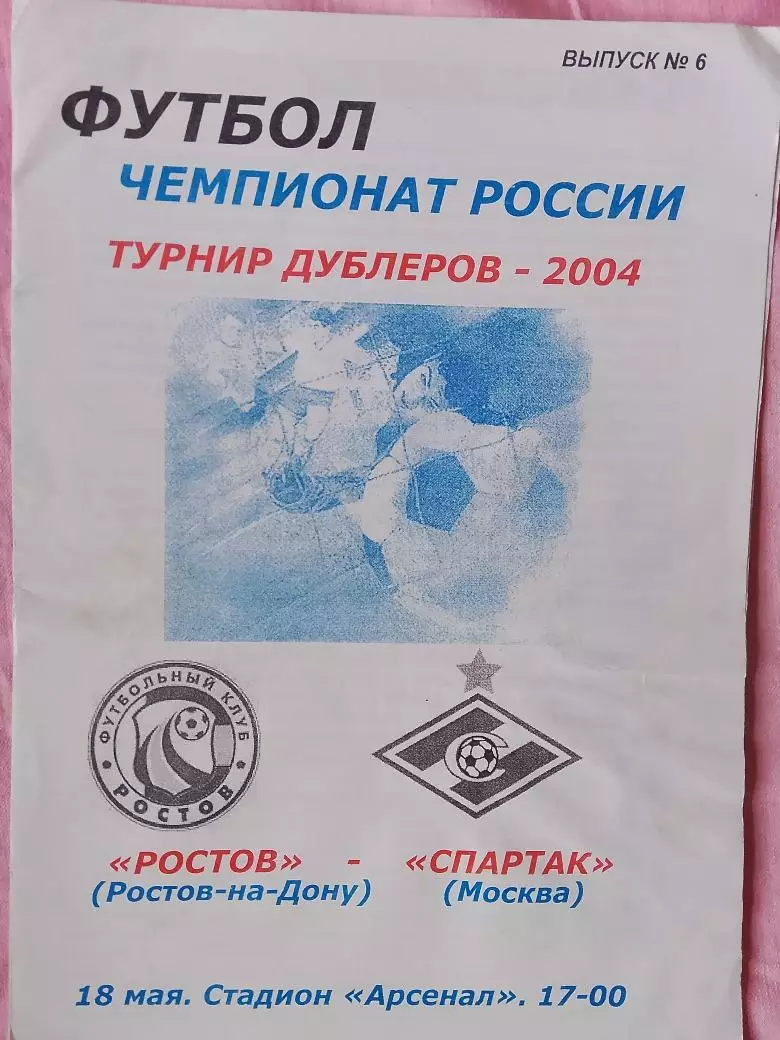 ВЫПУСК № 6
ФУТБОЛ
ЧЕМПИОНАТ РОССИИ
ТУРНИР ДУБЛЕРОВ - 2004
ФУТБОЛЬНЫЙ КЛУБ
• РОСТОВ •
С
«РОСТОВ» - «СПАРТАК»
(Ростов-на-Дону) (Москва)
18 мая. Стадион «Арсенал». 17-00